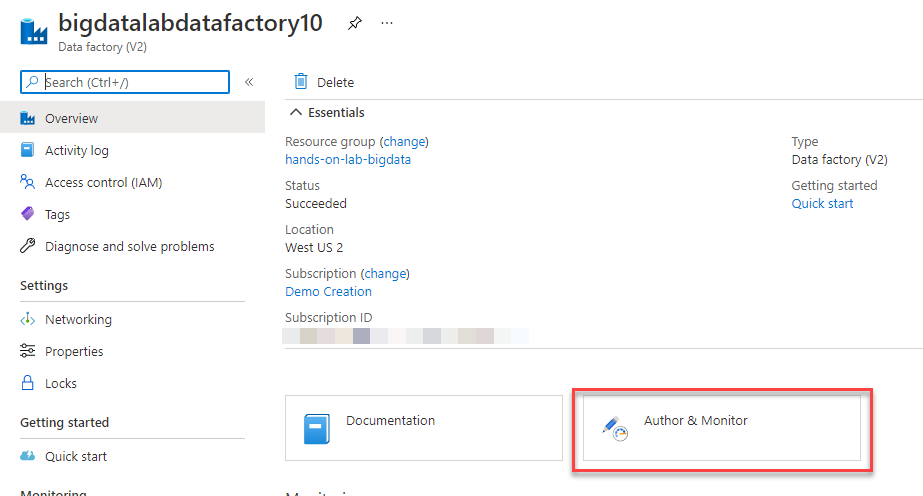 bigdatalabdatafactory10
Data factory (V2)
Search (Ctrl+/)
«
Overview
Activity log
Access control (IAM)
Tags
Diagnose and solve problems
Settings
Networking
Properties
Locks
Getting started
Quick start
Monitoring
Delete
Essentials
Resource group (change)
hands-on-lab-bigdata
Status
Succeeded
Location
West US 2
Subscription (change)
Demo Creation
Subscription ID
Type
Data factory (V2)
Getting started
Quick start
Documentation
Author & Monitor
Monitoring